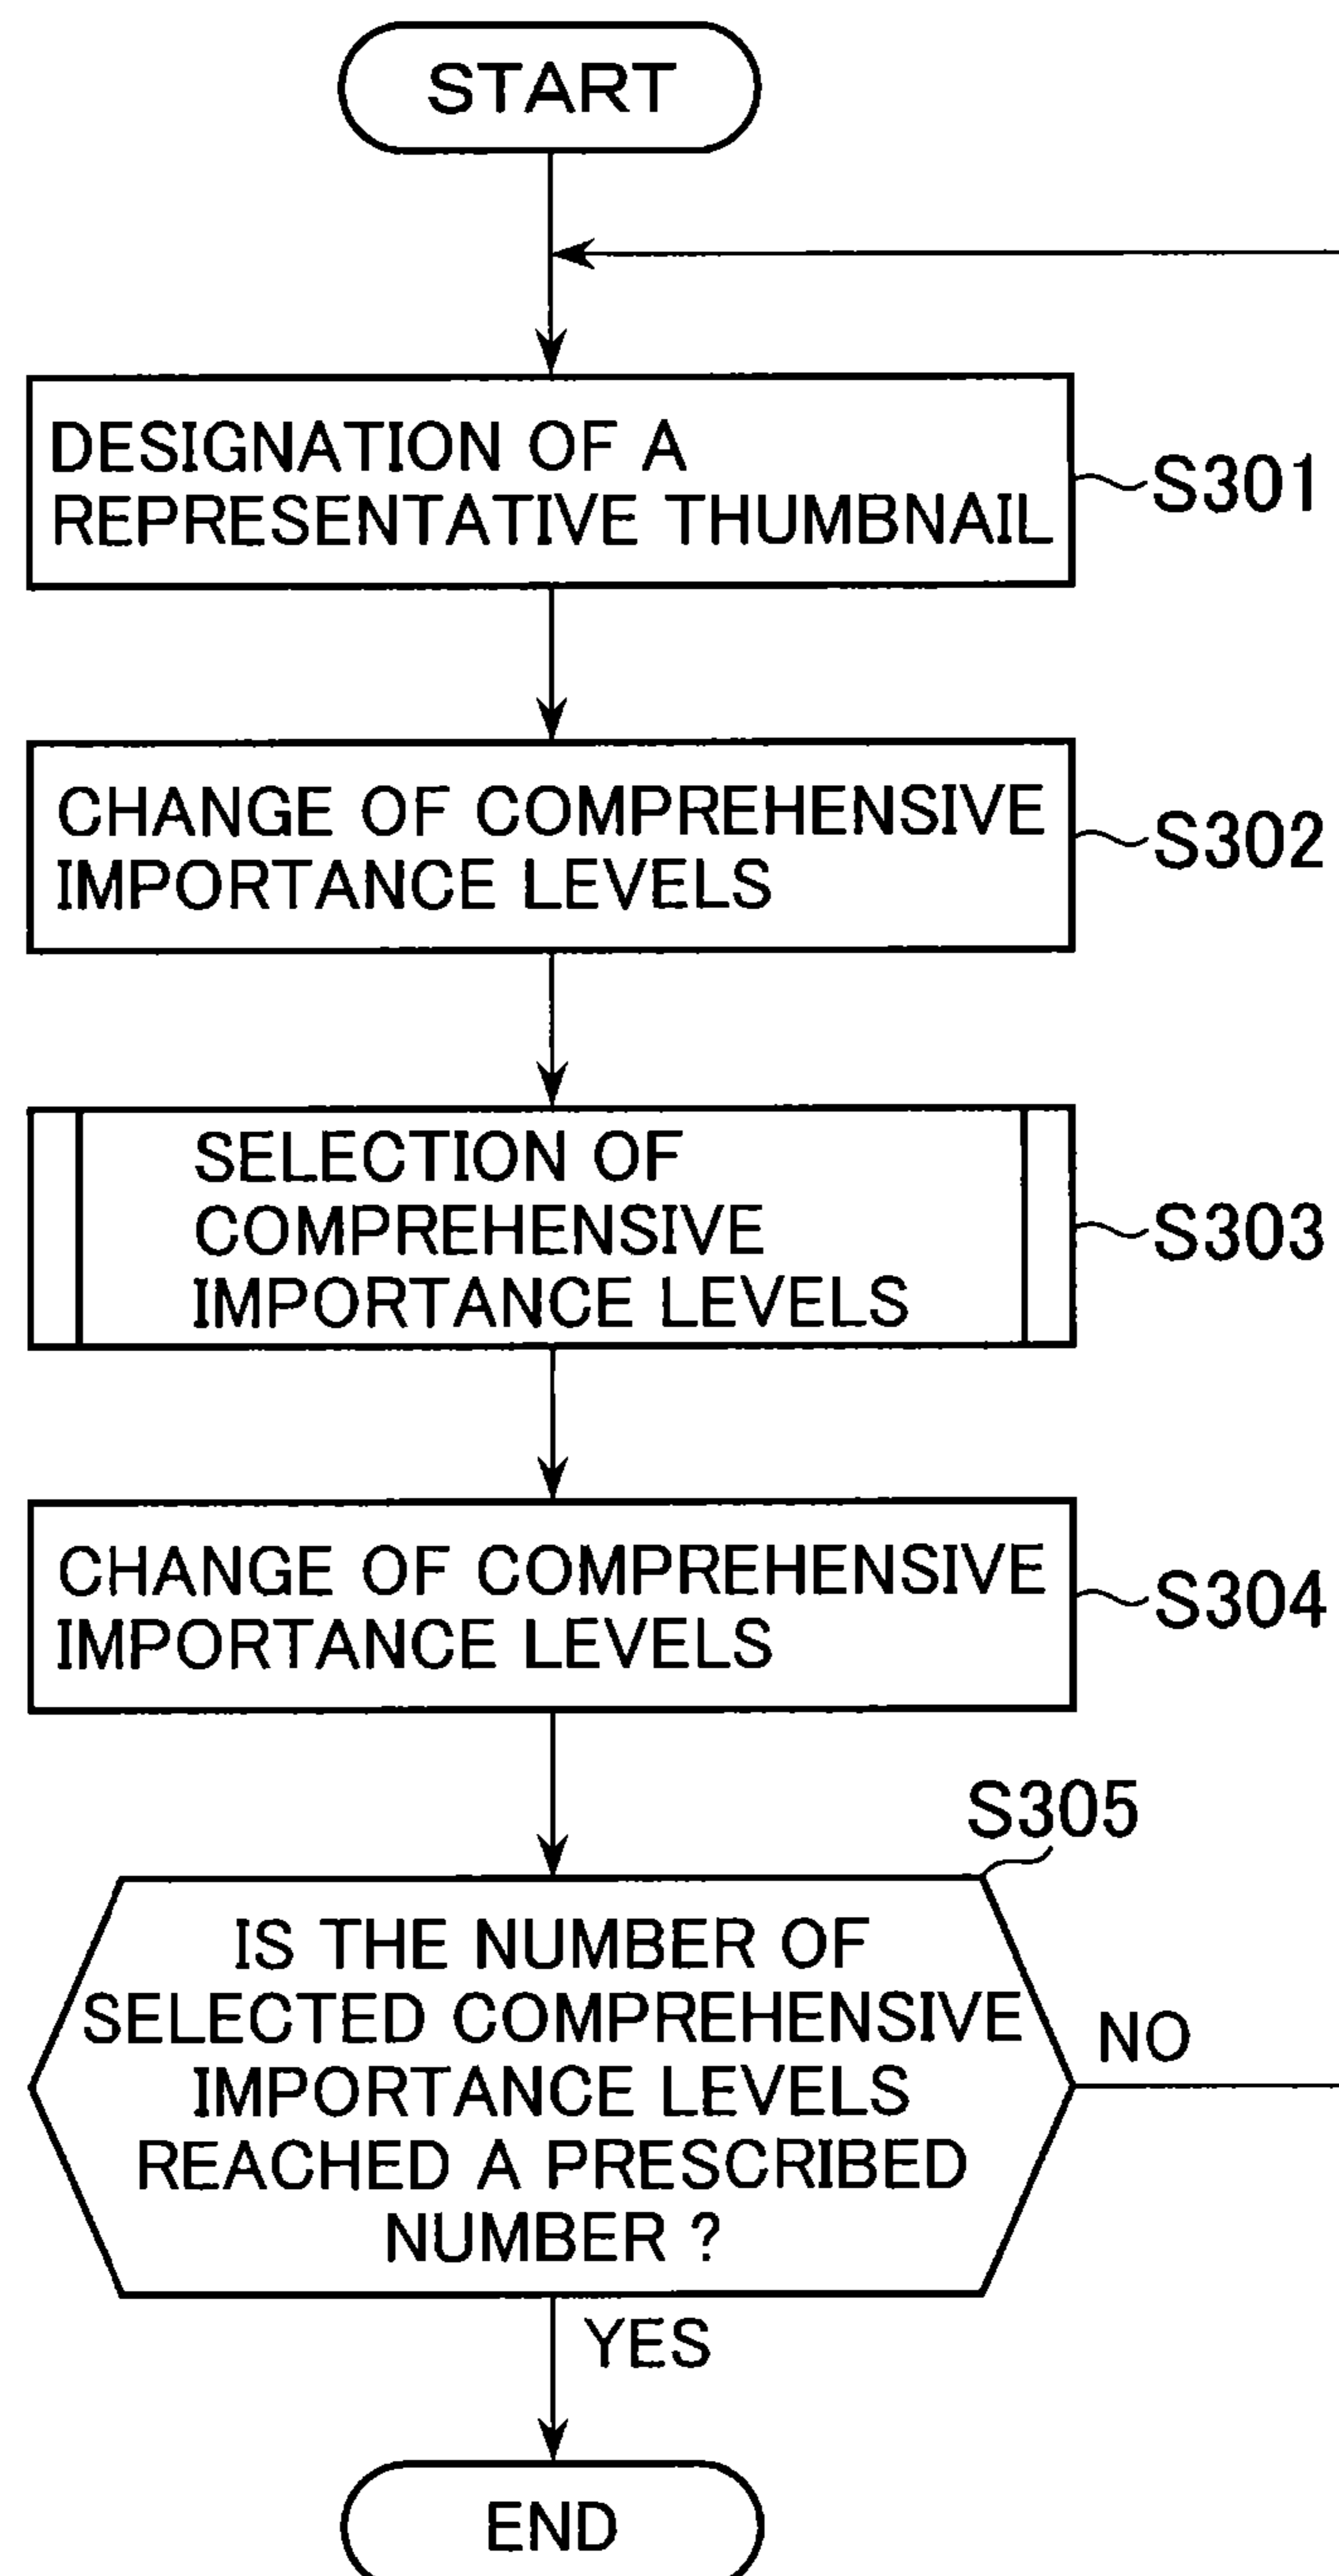 START
DESIGNATION OF A
REPRESENTATIVE THUMBNAIL
S301
CHANGE OF COMPREHENSIVE
IMPORTANCE LEVELS
S302
SELECTION OF
COMPREHENSIVE
IMPORTANCE LEVELS
S303
CHANGE OF COMPREHENSIVE
IMPORTANCE LEVELS
S304
S305
IS THE NUMBER OF
SELECTED COMPREHENSIVE
IMPORTANCE LEVELS
REACHED A PRESCRIBED
NUMBER ?
NO
YES
END